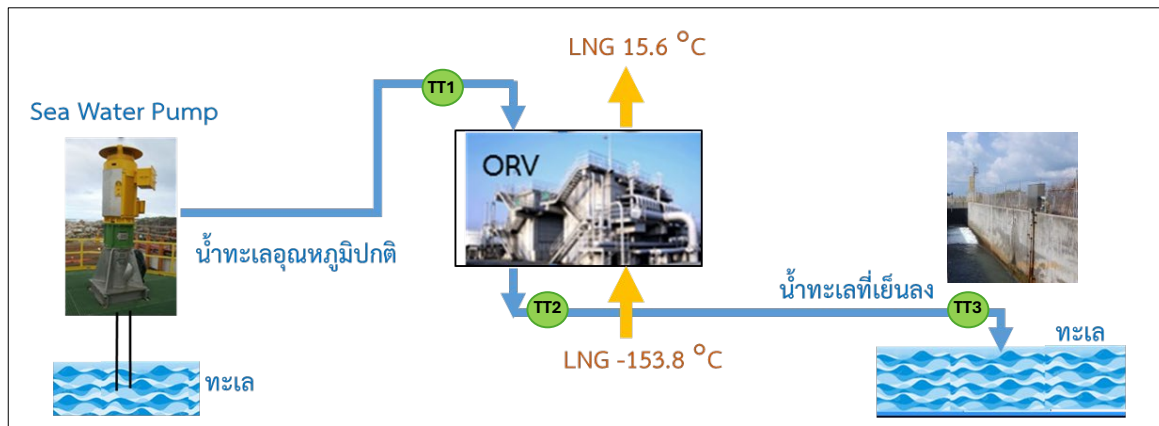 LNG 15.6 °C
TT1
Sea Water Pump
ORV
น้ำทะเลอุณหภูมิปกติ
น้ำทะเลที่เย็นลง
TT2
TT3
ทะเล
LNG -153.8 °C
ทะเล